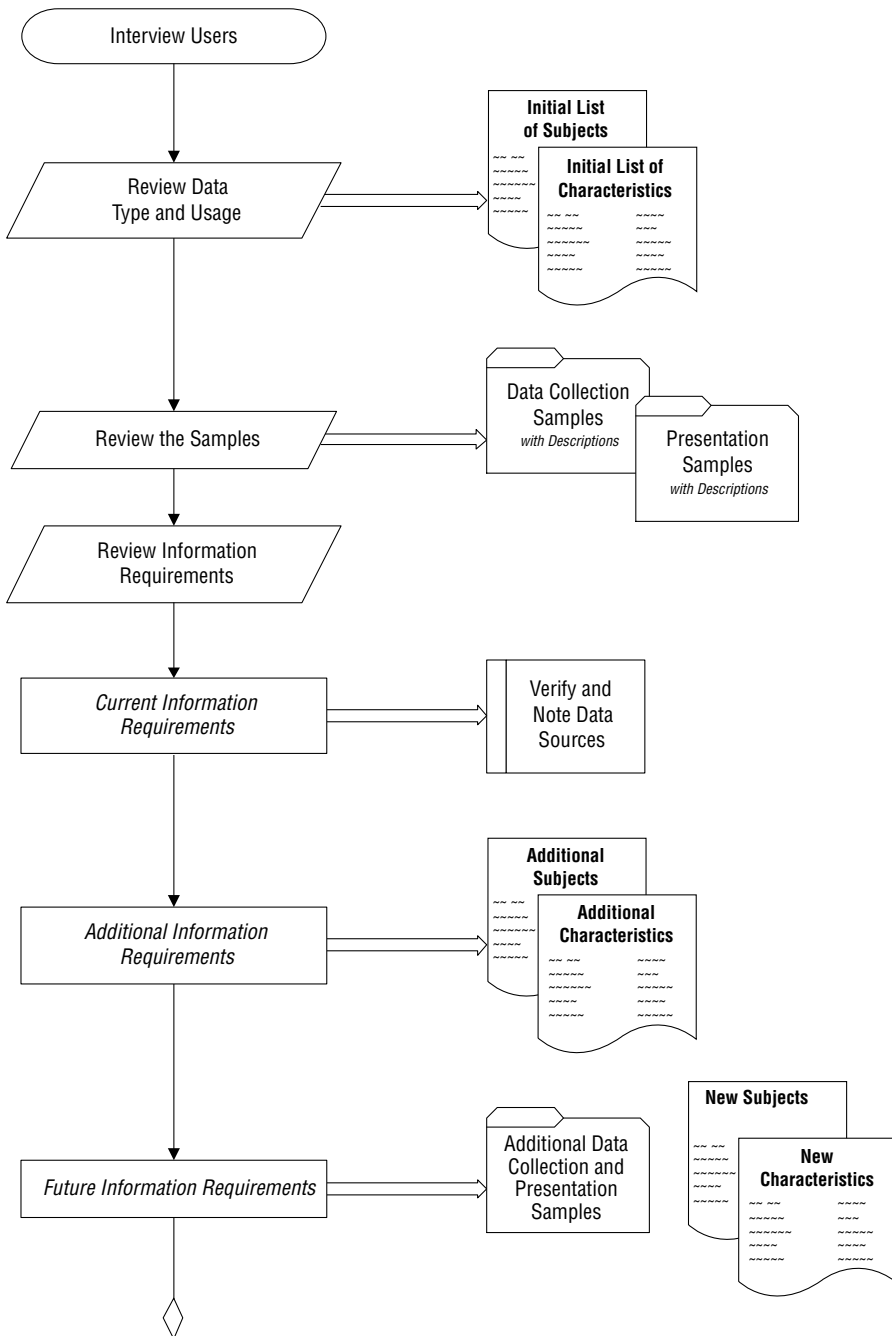 Interview Users
Review Data
Type and Usage
Initial List
of Subjects
~~ ~~
~~~~~
~~~~~~
~~~~
~~~~~
Initial List of
Characteristics
~~ ~~ ~~~~
~~~~~ ~~~
~~~~~~ ~~~~~
~~~~ ~~~~
~~~~~ ~~~~~
Review the Samples
Data Collection
Samples
with Descriptions
Presentation
Samples
with Descriptions
Review Information
Requirements
Current Information
Requirements
Verify and
Note Data
Sources
Additional Information
Requirements
Additional
Subjects
~~ ~~
~~~~~
~~~~~~
~~~~
~~~~~
Additional
Characteristics
~~ ~~ ~~~~
~~~~~ ~~~
~~~~~~ ~~~~~
~~~~ ~~~~
~~~~~ ~~~~~
Future Information Requirements
Additional Data
Collection and
Presentation
Samples
New Subjects
~~ ~~
~~~~~
~~~~~~
~~~~
~~~~~
New
Characteristics
~~ ~~ ~~~~
~~~~~ ~~~
~~~~~~ ~~~~~
~~~~ ~~~~
~~~~~ ~~~~~